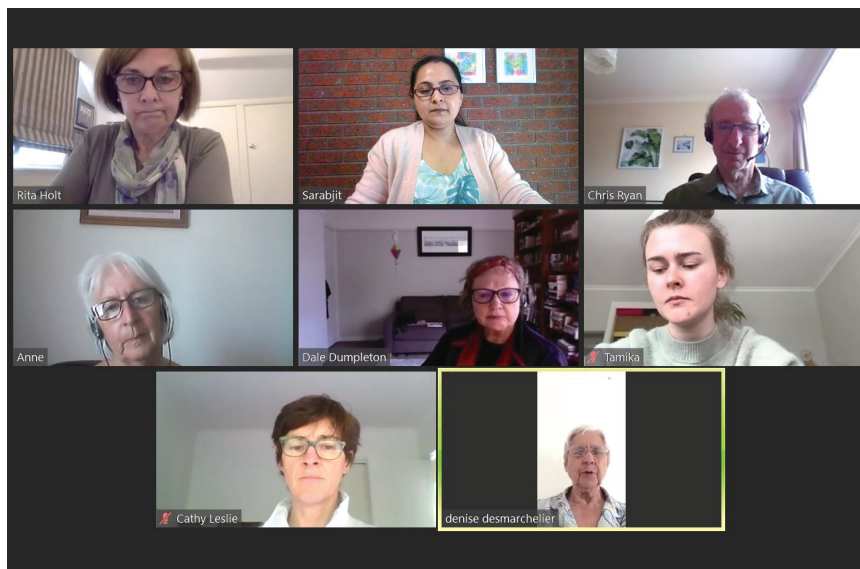 Rita Holt
Sarabjit
Chris Ryan
Anne
Dale Dumpleton
Tamika
Cathy Leslie
denise desmarchelier